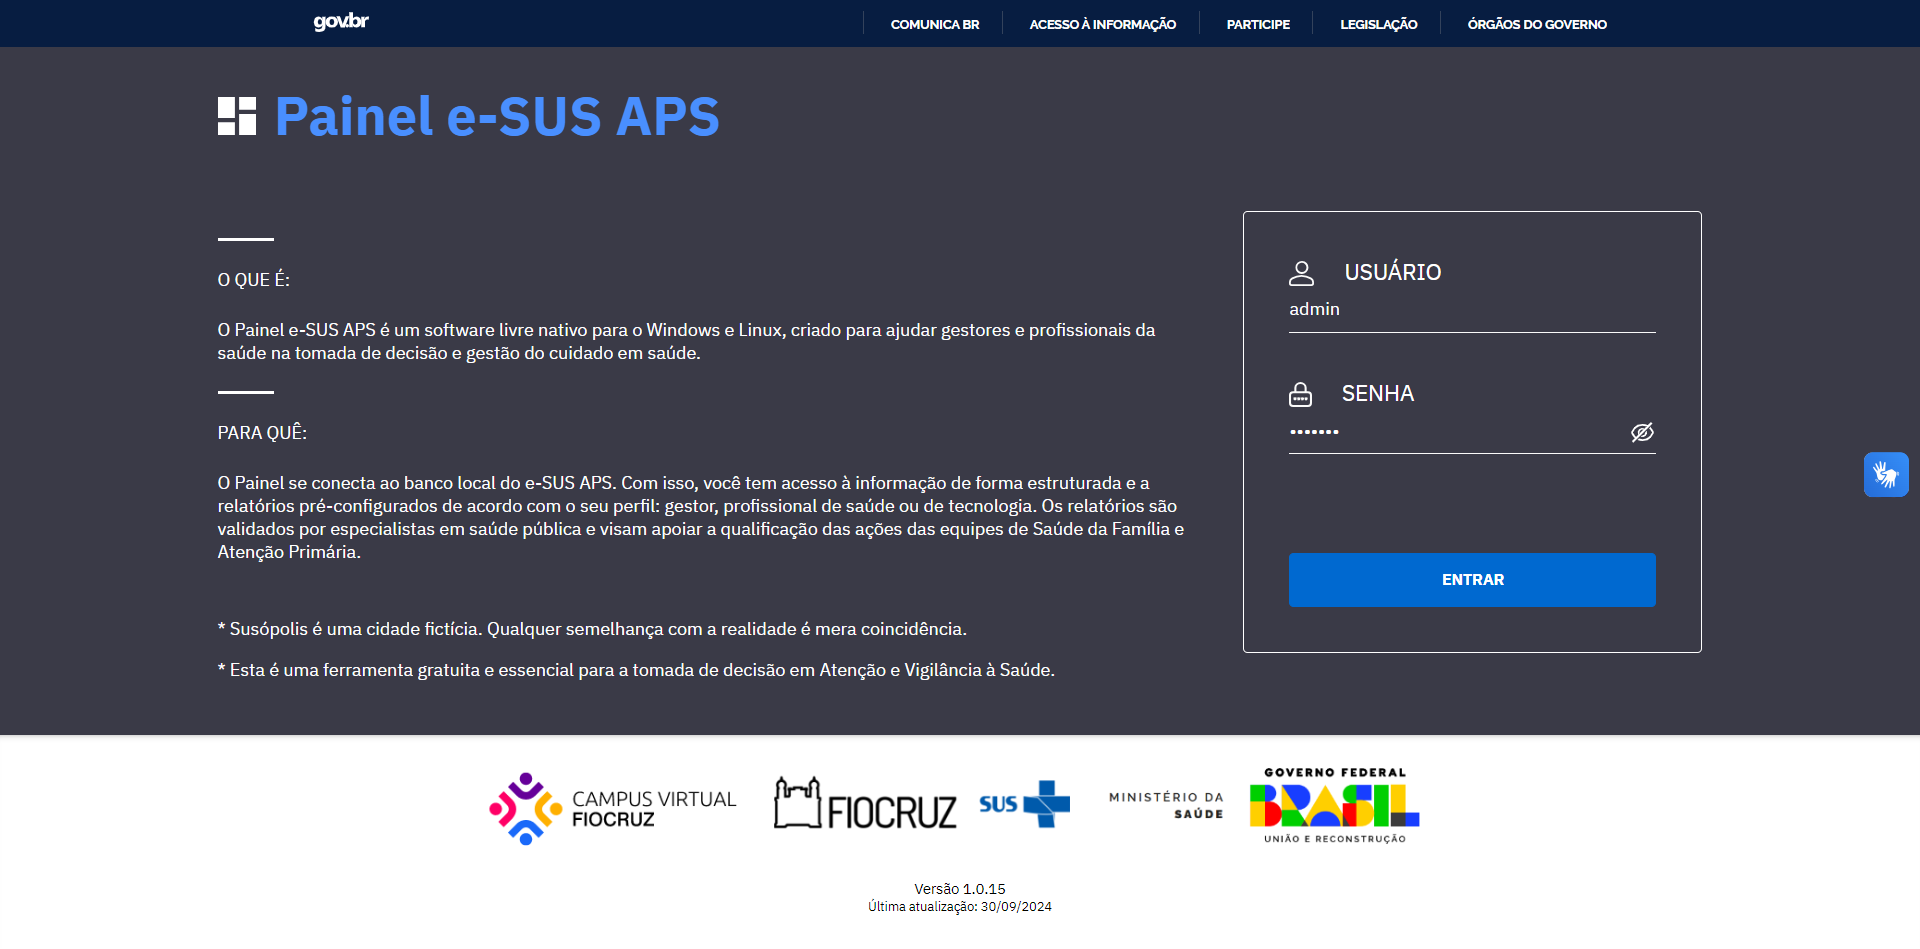 gov.br
COMUNICA BR
ACESSO À INFORMAÇÃO
PARTICIPE
LEGISLAÇÃO
ÓRGÃOS DO GOVERNO
Painel e-SUS APS
O QUE É:
O Painel e-SUS APS é um software livre nativo para o Windows e Linux, criado para ajudar gestores e profissionais da
saúde na tomada de decisão e gestão do cuidado em saúde.
PARA QUÊ:
O Painel se conecta ao banco local do e-SUS APS. Com isso, você tem acesso à informação de forma estruturada e a
relatórios pré-configurados de acordo com o seu perfil: gestor, profissional de saúde ou de tecnologia. Os relatórios são
validados por especialistas em saúde pública e visam apoiar a qualificação das ações das equipes de Saúde da Família e
Atenção Primária.
* Susópolis é uma cidade fictícia. Qualquer semelhança com a realidade é mera coincidência.
* Esta é uma ferramenta gratuita e essencial para a tomada de decisão em Atenção e Vigilância à Saúde.
USUÁRIO
admin
SENHA
•••••••
ENTRAR
CAMPUS VIRTUAL
FIOCRUZ
FIOCRUZ
SUS
MINISTÉRIO DA
SAÚDE
GOVERNO FEDERAL
BRASIL
UNIÃO E RECONSTRUÇÃO
Versão 1.0.15
Última atualização: 30/09/2024